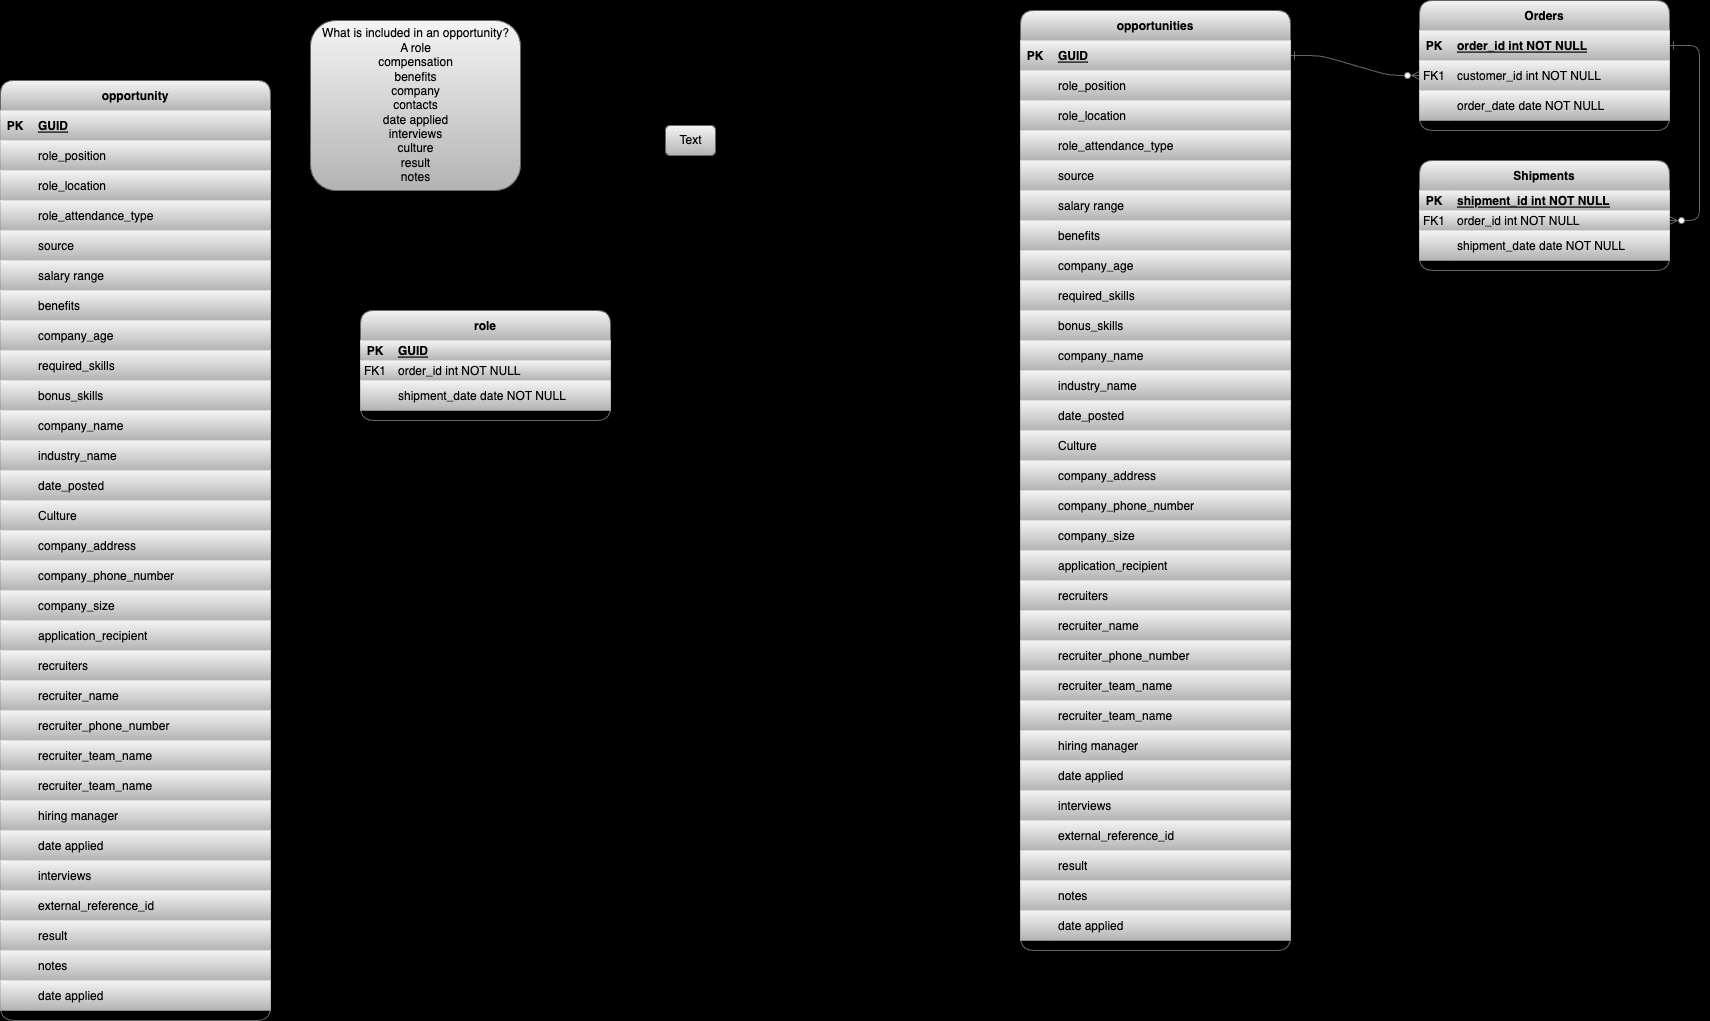 opportunity
PK GUID
role_position
role_location
role_attendance_type
source
salary range
benefits
company_age
required_skills
bonus_skills
company_name
industry_name
date_posted
Culture
company_address
company_phone_number
company_size
application_recipient
recruiters
recruiter_name
recruiter_phone_number
recruiter_team_name
recruiter_team_name
hiring manager
date applied
interviews
external_reference_id
result
notes
date applied
What is included in an opportunity?
A role
compensation
benefits
company
contacts
date applied
interviews
culture
result
notes
role
PK GUID
FK1 order_id int NOT NULL
shipment_date date NOT NULL
Text
opportunities
PK GUID
role_position
role_location
role_attendance_type
source
salary range
benefits
company_age
required_skills
bonus_skills
company_name
industry_name
date_posted
Culture
company_address
company_phone_number
company_size
application_recipient
recruiters
recruiter_name
recruiter_phone_number
recruiter_team_name
recruiter_team_name
hiring manager
date applied
interviews
external_reference_id
result
notes
date applied
Orders
PK order_id int NOT NULL
FK1 customer_id int NOT NULL
order_date date NOT NULL
Shipments
PK shipment_id int NOT NULL
FK1 order_id int NOT NULL
shipment_date date NOT NULL